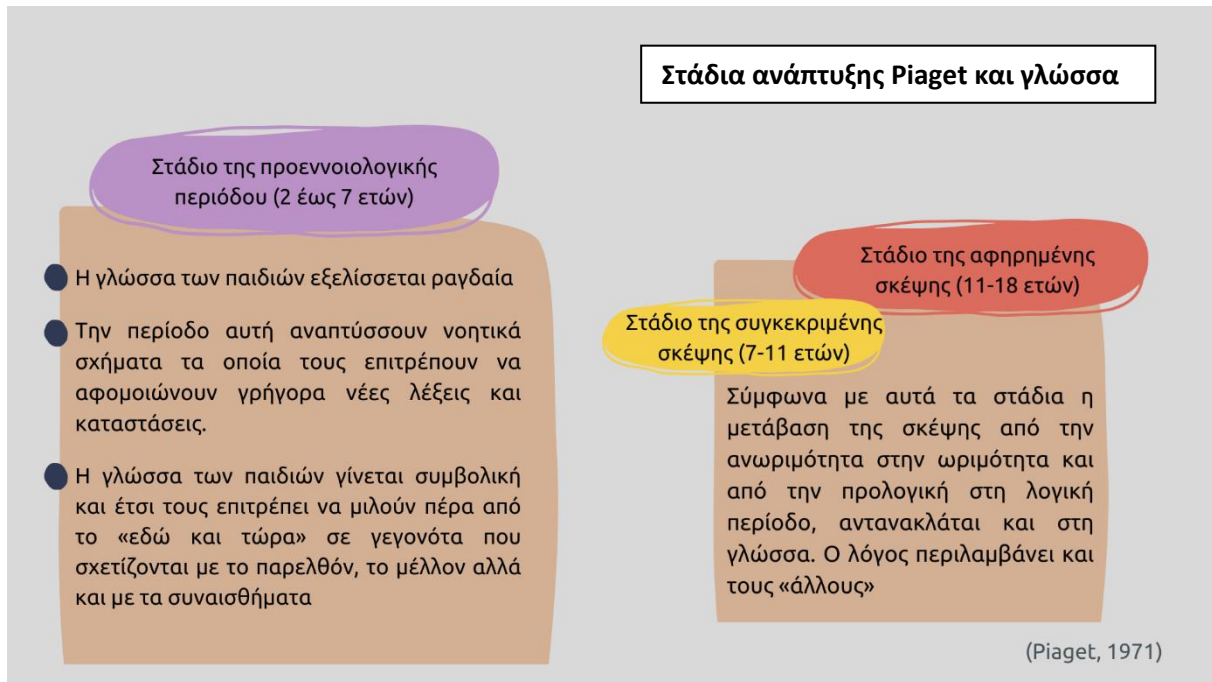 Στάδια ανάπτυξης Piaget και γλώσσα
Στάδιο της προεννοιολογικής
περιόδου (2 έως 7 ετών)
Η γλώσσα των παιδιών εξελίσσεται ραγδαία
Την περίοδο αυτή αναπτύσσουν νοητικά
σχήματα τα οποία τους επιτρέπουν να
αφομοιώνουν γρήγορα νέες λέξεις και
καταστάσεις.
Η γλώσσα των παιδιών γίνεται συμβολική
και έτσι τους επιτρέπει να μιλούν πέρα από
το «εδώ και τώρα» σε γεγονότα που
σχετίζονται με το παρελθόν, το μέλλον αλλά
και με τα συναισθήματα
Στάδιο της αφηρημένης
σκέψης (11-18 ετών)
Στάδιο της συγκεκριμένης
σκέψης (7-11 ετών)
Σύμφωνα με αυτά τα στάδια η
μετάβαση της σκέψης από την
ανωριμότητα στην ωριμότητα και
από την προλογική στη λογική
περίοδο, αντανακλάται και στη
γλώσσα. Ο λόγος περιλαμβάνει και
τους «άλλους»
(Piaget, 1971)